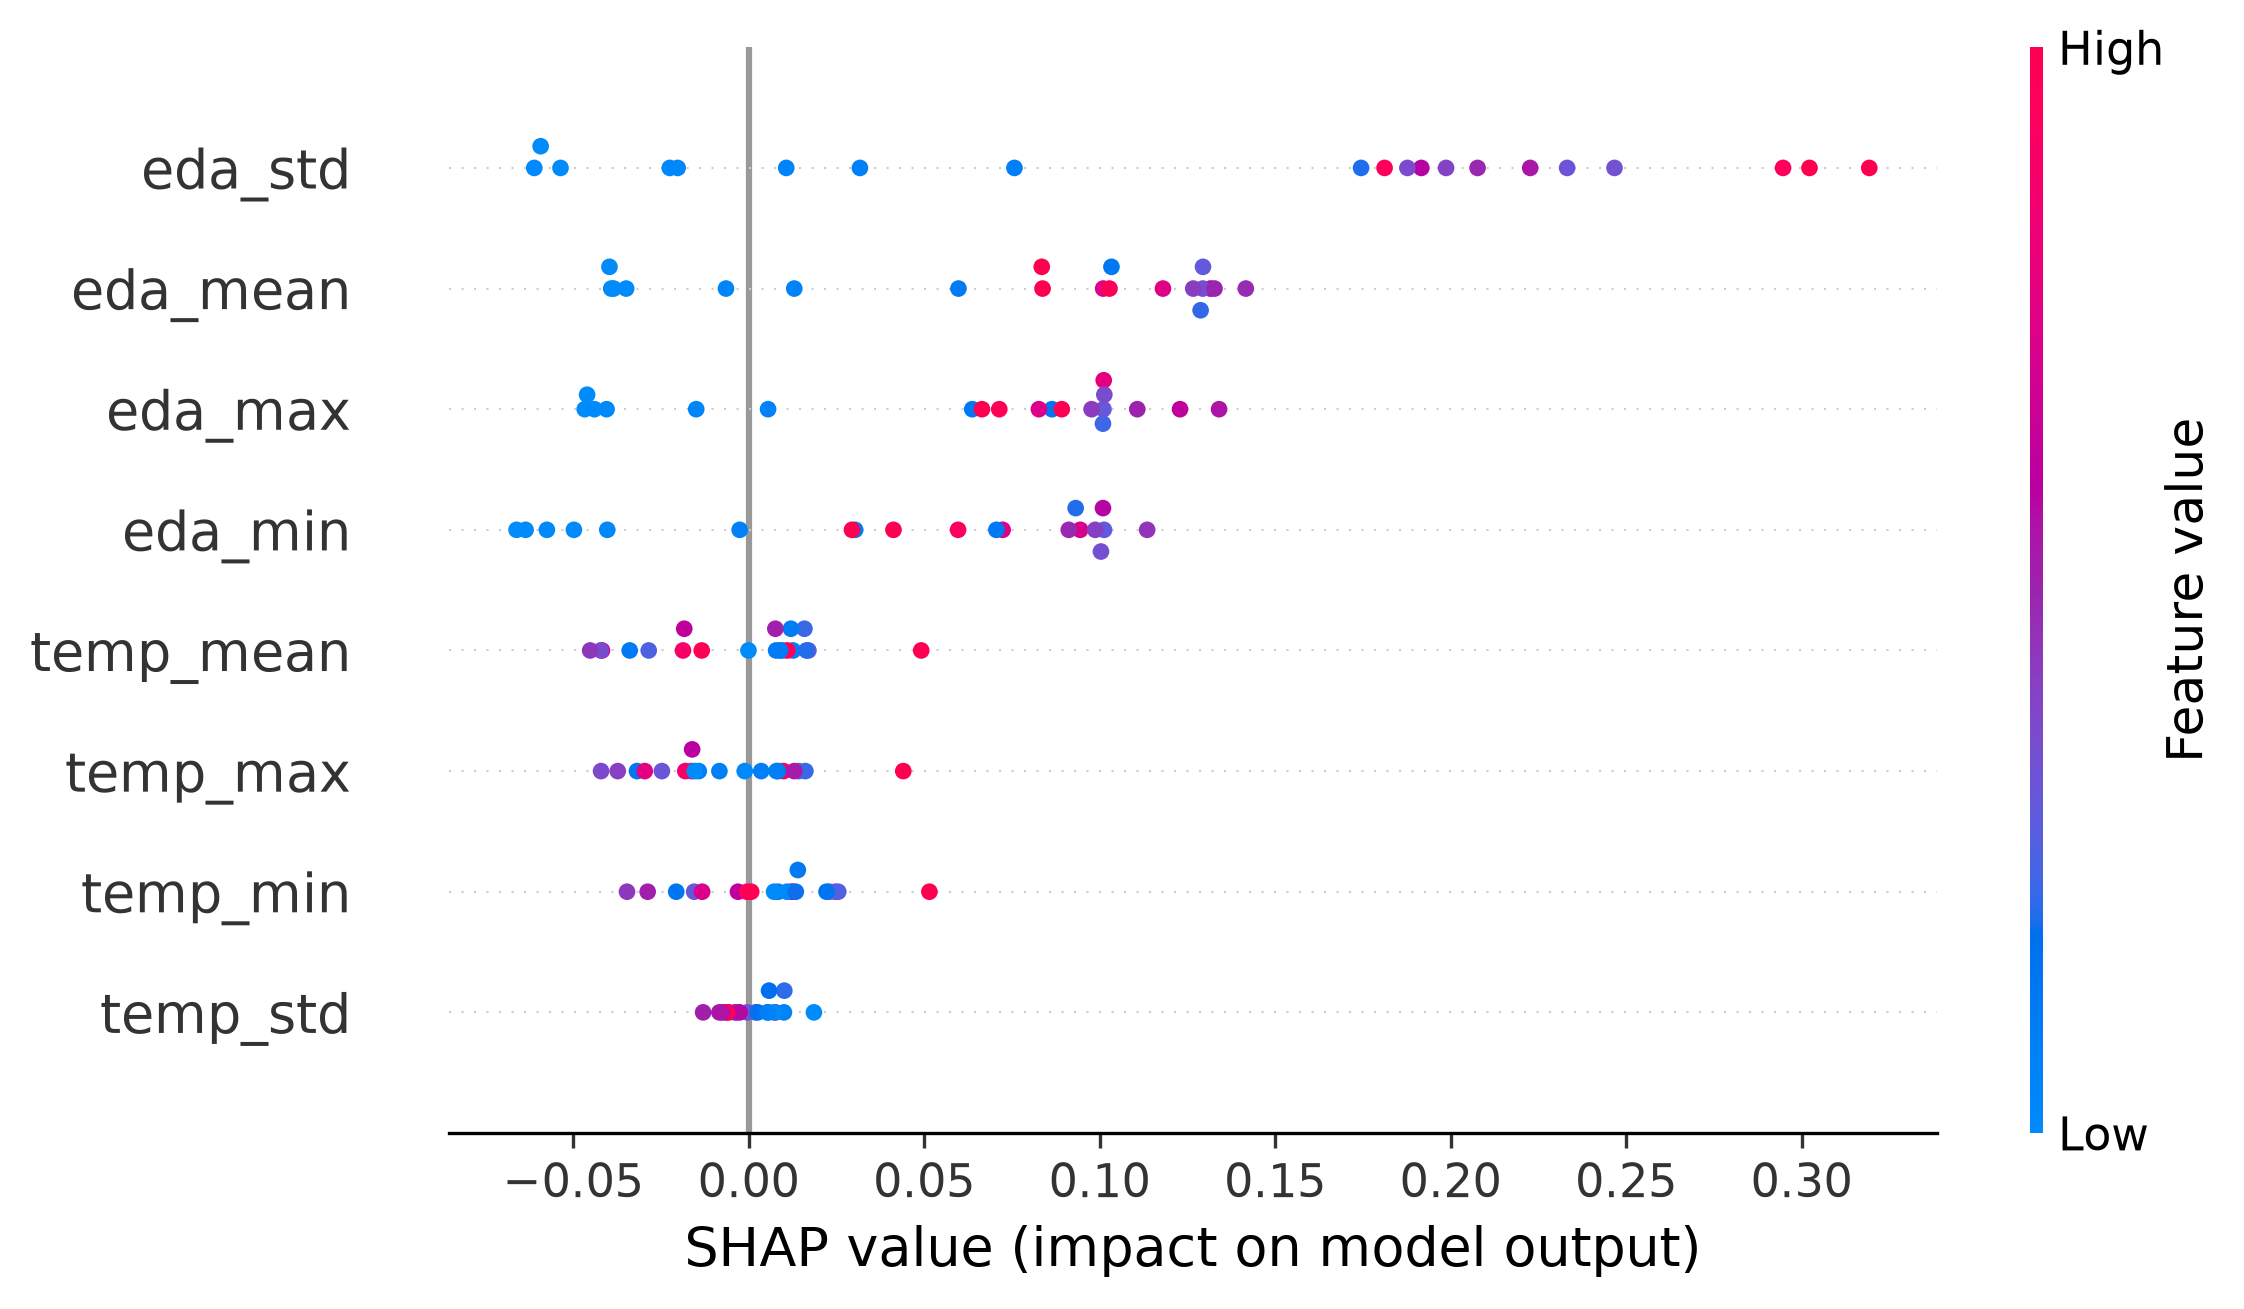 High
eda_std
eda_mean
eda_max
eda_min
temp_mean
temp_max
temp_min
temp_std
Feature value
Low
−0.05 0.00 0.05 0.10 0.15 0.20 0.25 0.30
SHAP value (impact on model output)